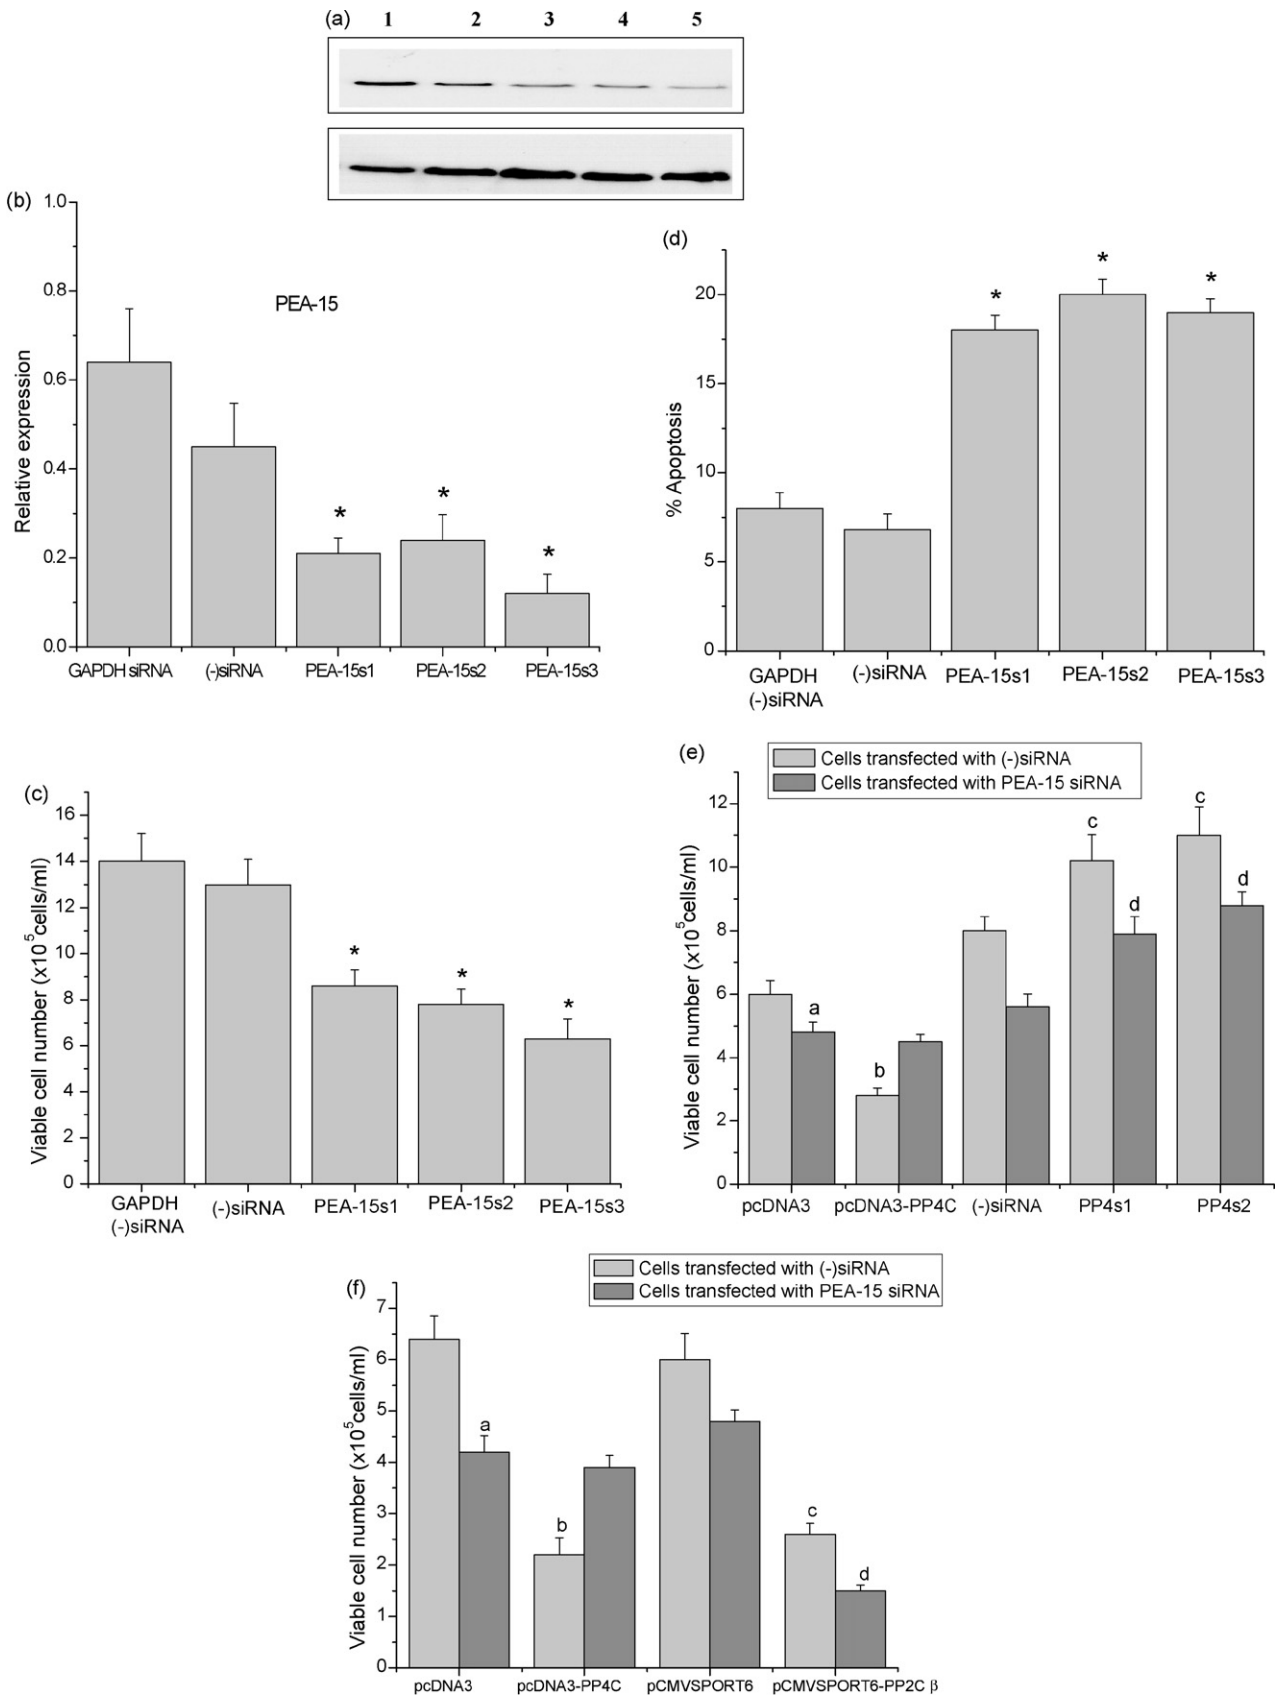 (a) 1 2 3 4 5
(b)
1.0
0.8
0.6
0.4
0.2
0.0
Relative expression
PEA-15
*
*
*
GAPDH siRNA (-)siRNA PEA-15s1 PEA-15s2 PEA-15s3
(d)
20
15
10
5
0
% Apoptosis
*
*
*
GAPDH (-)siRNA PEA-15s1 PEA-15s2 PEA-15s3
(-)siRNA
(c)
16
14
12
10
8
6
4
2
0
Viable cell number (x10⁵cells/ml)
*
*
*
GAPDH (-)siRNA PEA-15s1 PEA-15s2 PEA-15s3
(-)siRNA
(e)
Cells transfected with (-)siRNA
Cells transfected with PEA-15 siRNA
12
10
8
6
4
2
0
Viable cell number (x10⁵cells/ml)
a
b
c
d
c
d
pcDNA3 pcDNA3-PP4C (-)siRNA PP4s1 PP4s2
(f)
Cells transfected with (-)siRNA
Cells transfected with PEA-15 siRNA
7
6
5
4
3
2
1
0
Viable cell number (x10⁵cells/ml)
a
b
c
d
pcDNA3 pcDNA3-PP4C pCMVSPORT6 pCMVSPORT6-PP2C β